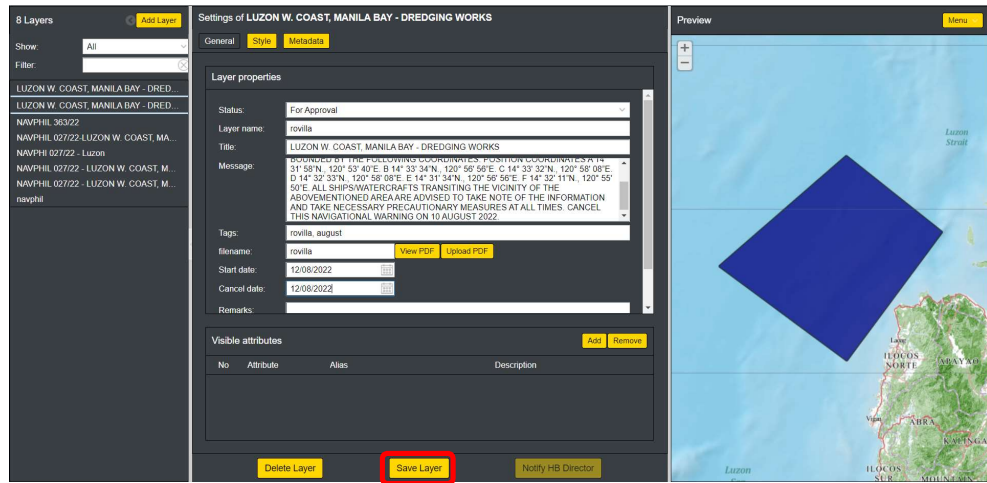 8 Layers
Add Layer
Show:
All
Filter:
LUZON W. COAST, MANILA BAY - DRED...
LUZON W. COAST, MANILA BAY - DRED...
NAVPHIL 363/22
NAVPHIL 027/22-LUZON W. COAST, MA...
NAVPHI 027/22 - Luzon
NAVPHIL 027/22 - LUZON W. COAST, M...
NAVPHIL 027/22 - LUZON W. COAST, M...
navphil
Settings of LUZON W. COAST, MANILA BAY - DREDGING WORKS
General
Style
Metadata
Layer properties
Status:
For Approval
Layer name:
rovilla
Title:
LUZON W. COAST, MANILA BAY - DREDGING WORKS
Message:
BOUNDED BY THE FOLLOWING COORDINATES: POSITION COORDINATES A 14°
31' 58"N., 120° 53' 40"E. B 14° 33' 34"N., 120° 56' 56"E. C 14° 33' 32"N., 120° 58' 08"E.
D 14° 32' 33"N., 120° 58' 08"E. E 14° 31' 34"N., 120° 56' 56"E. F 14° 32' 11"N., 120° 55'
50"E. ALL SHIPS/WATERCRAFTS TRANSITING THE VICINITY OF THE
ABOVEMENTIONED AREA ARE ADVISED TO TAKE NOTE OF THE INFORMATION
AND TAKE NECESSARY PRECAUTIONARY MEASURES AT ALL TIMES. CANCEL
THIS NAVIGATIONAL WARNING ON 10 AUGUST 2022.
Tags:
rovilla, august
filename:
rovilla
View PDF
Upload PDF
Start date:
12/08/2022
Cancel date:
12/08/2022
Remarks:
Visible attributes
Add
Remove
No
Attribute
Alias
Description
Delete Layer
Save Layer
Notify HB Director
Preview
Menu
+
−
Luzon
Strait
Laoag
ILOCOS
NORTE
APAYAO
Vigan
ABRA
KALINGA
Luzon
ILOCOS
SUR
MOUNTAIN